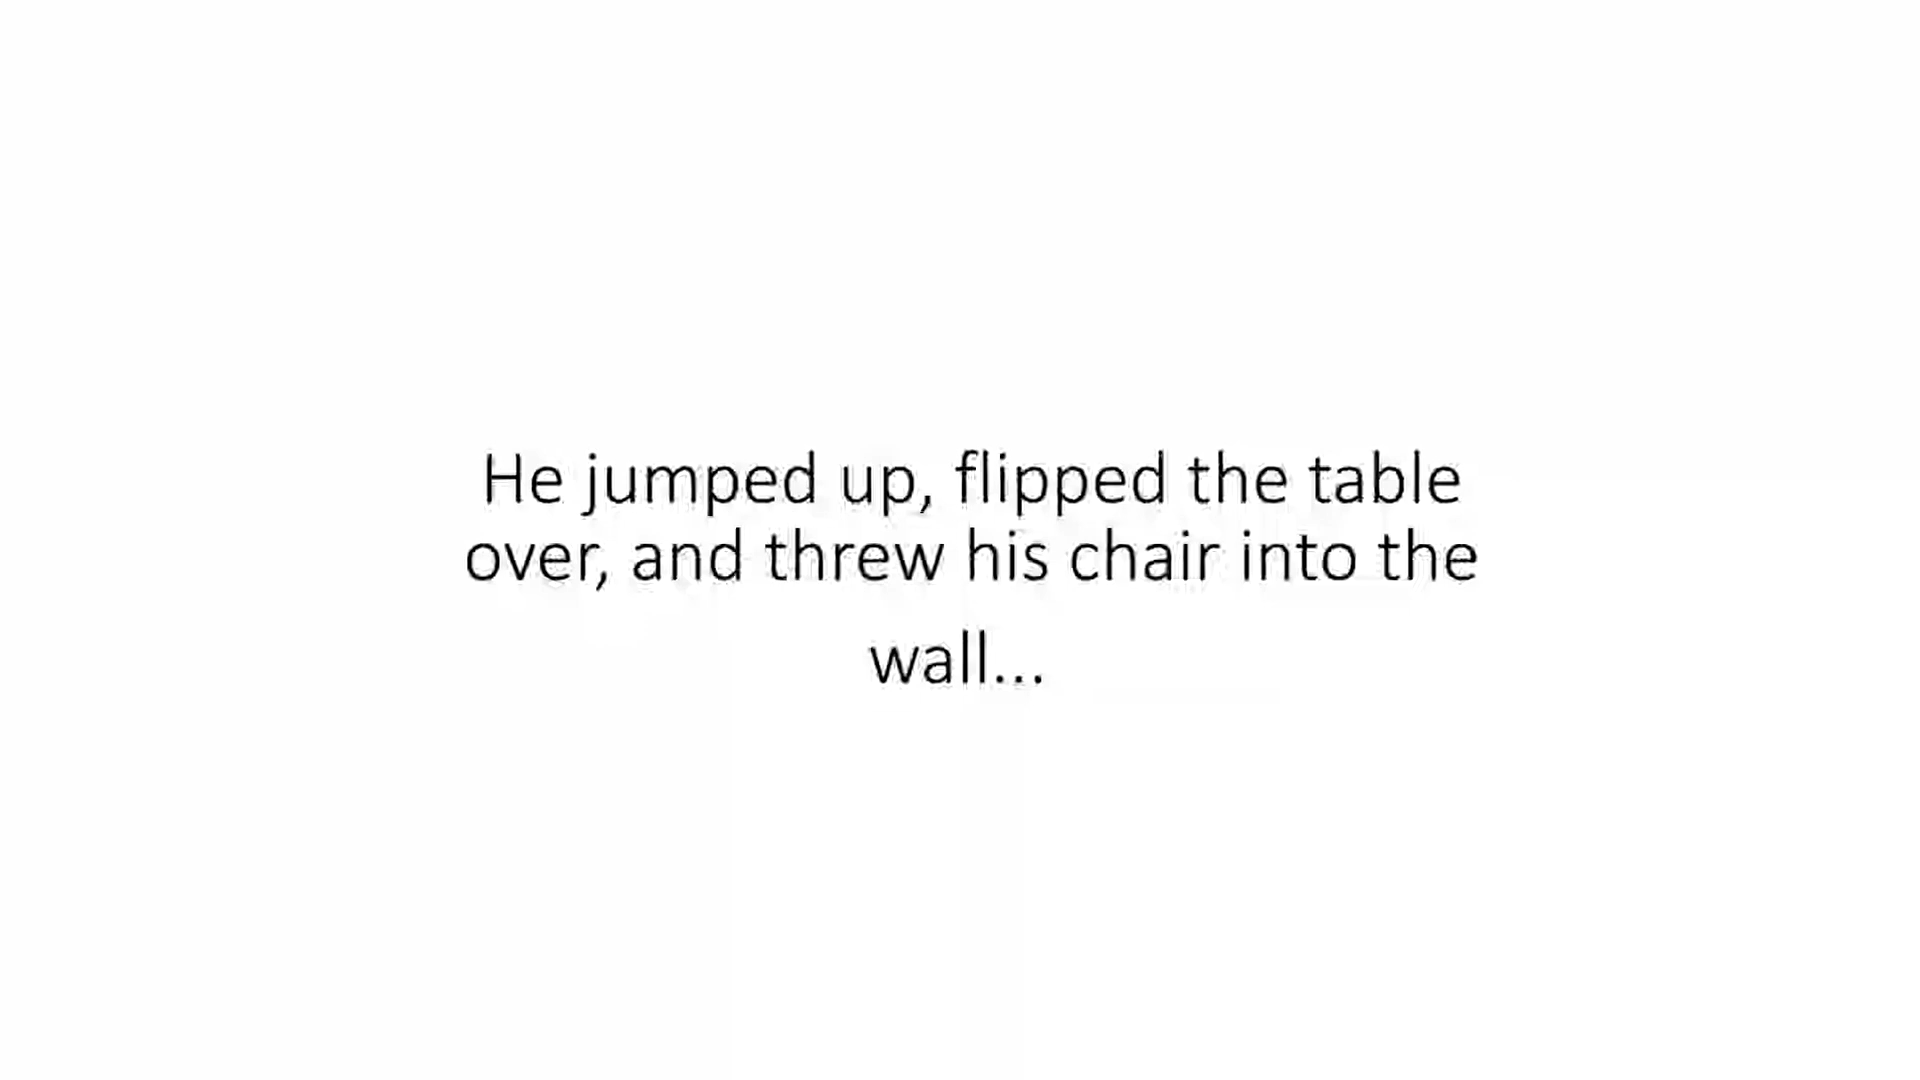 He jumped up, flipped the table
over, and threw his chair into the
wall...